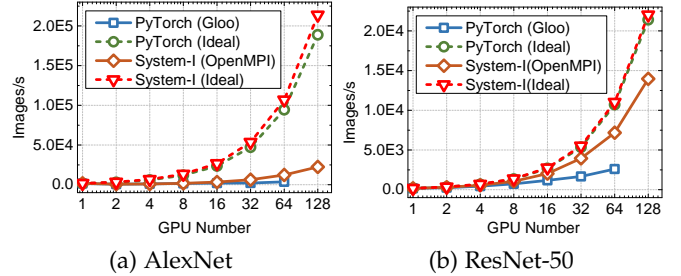 Images/s
2.0E5
1.5E5
1.0E5
5.0E4
0.0
PyTorch (Gloo)
PyTorch (Ideal)
System-I (OpenMPI)
System-I (Ideal)
1 2 4 8 16 32 64 128
GPU Number
(a) AlexNet
Images/s
2.0E4
1.5E4
1.0E4
5.0E3
0.0
PyTorch (Gloo)
PyTorch (Ideal)
System-I(OpenMPI)
System-I(Ideal)
1 2 4 8 16 32 64 128
GPU Number
(b) ResNet-50